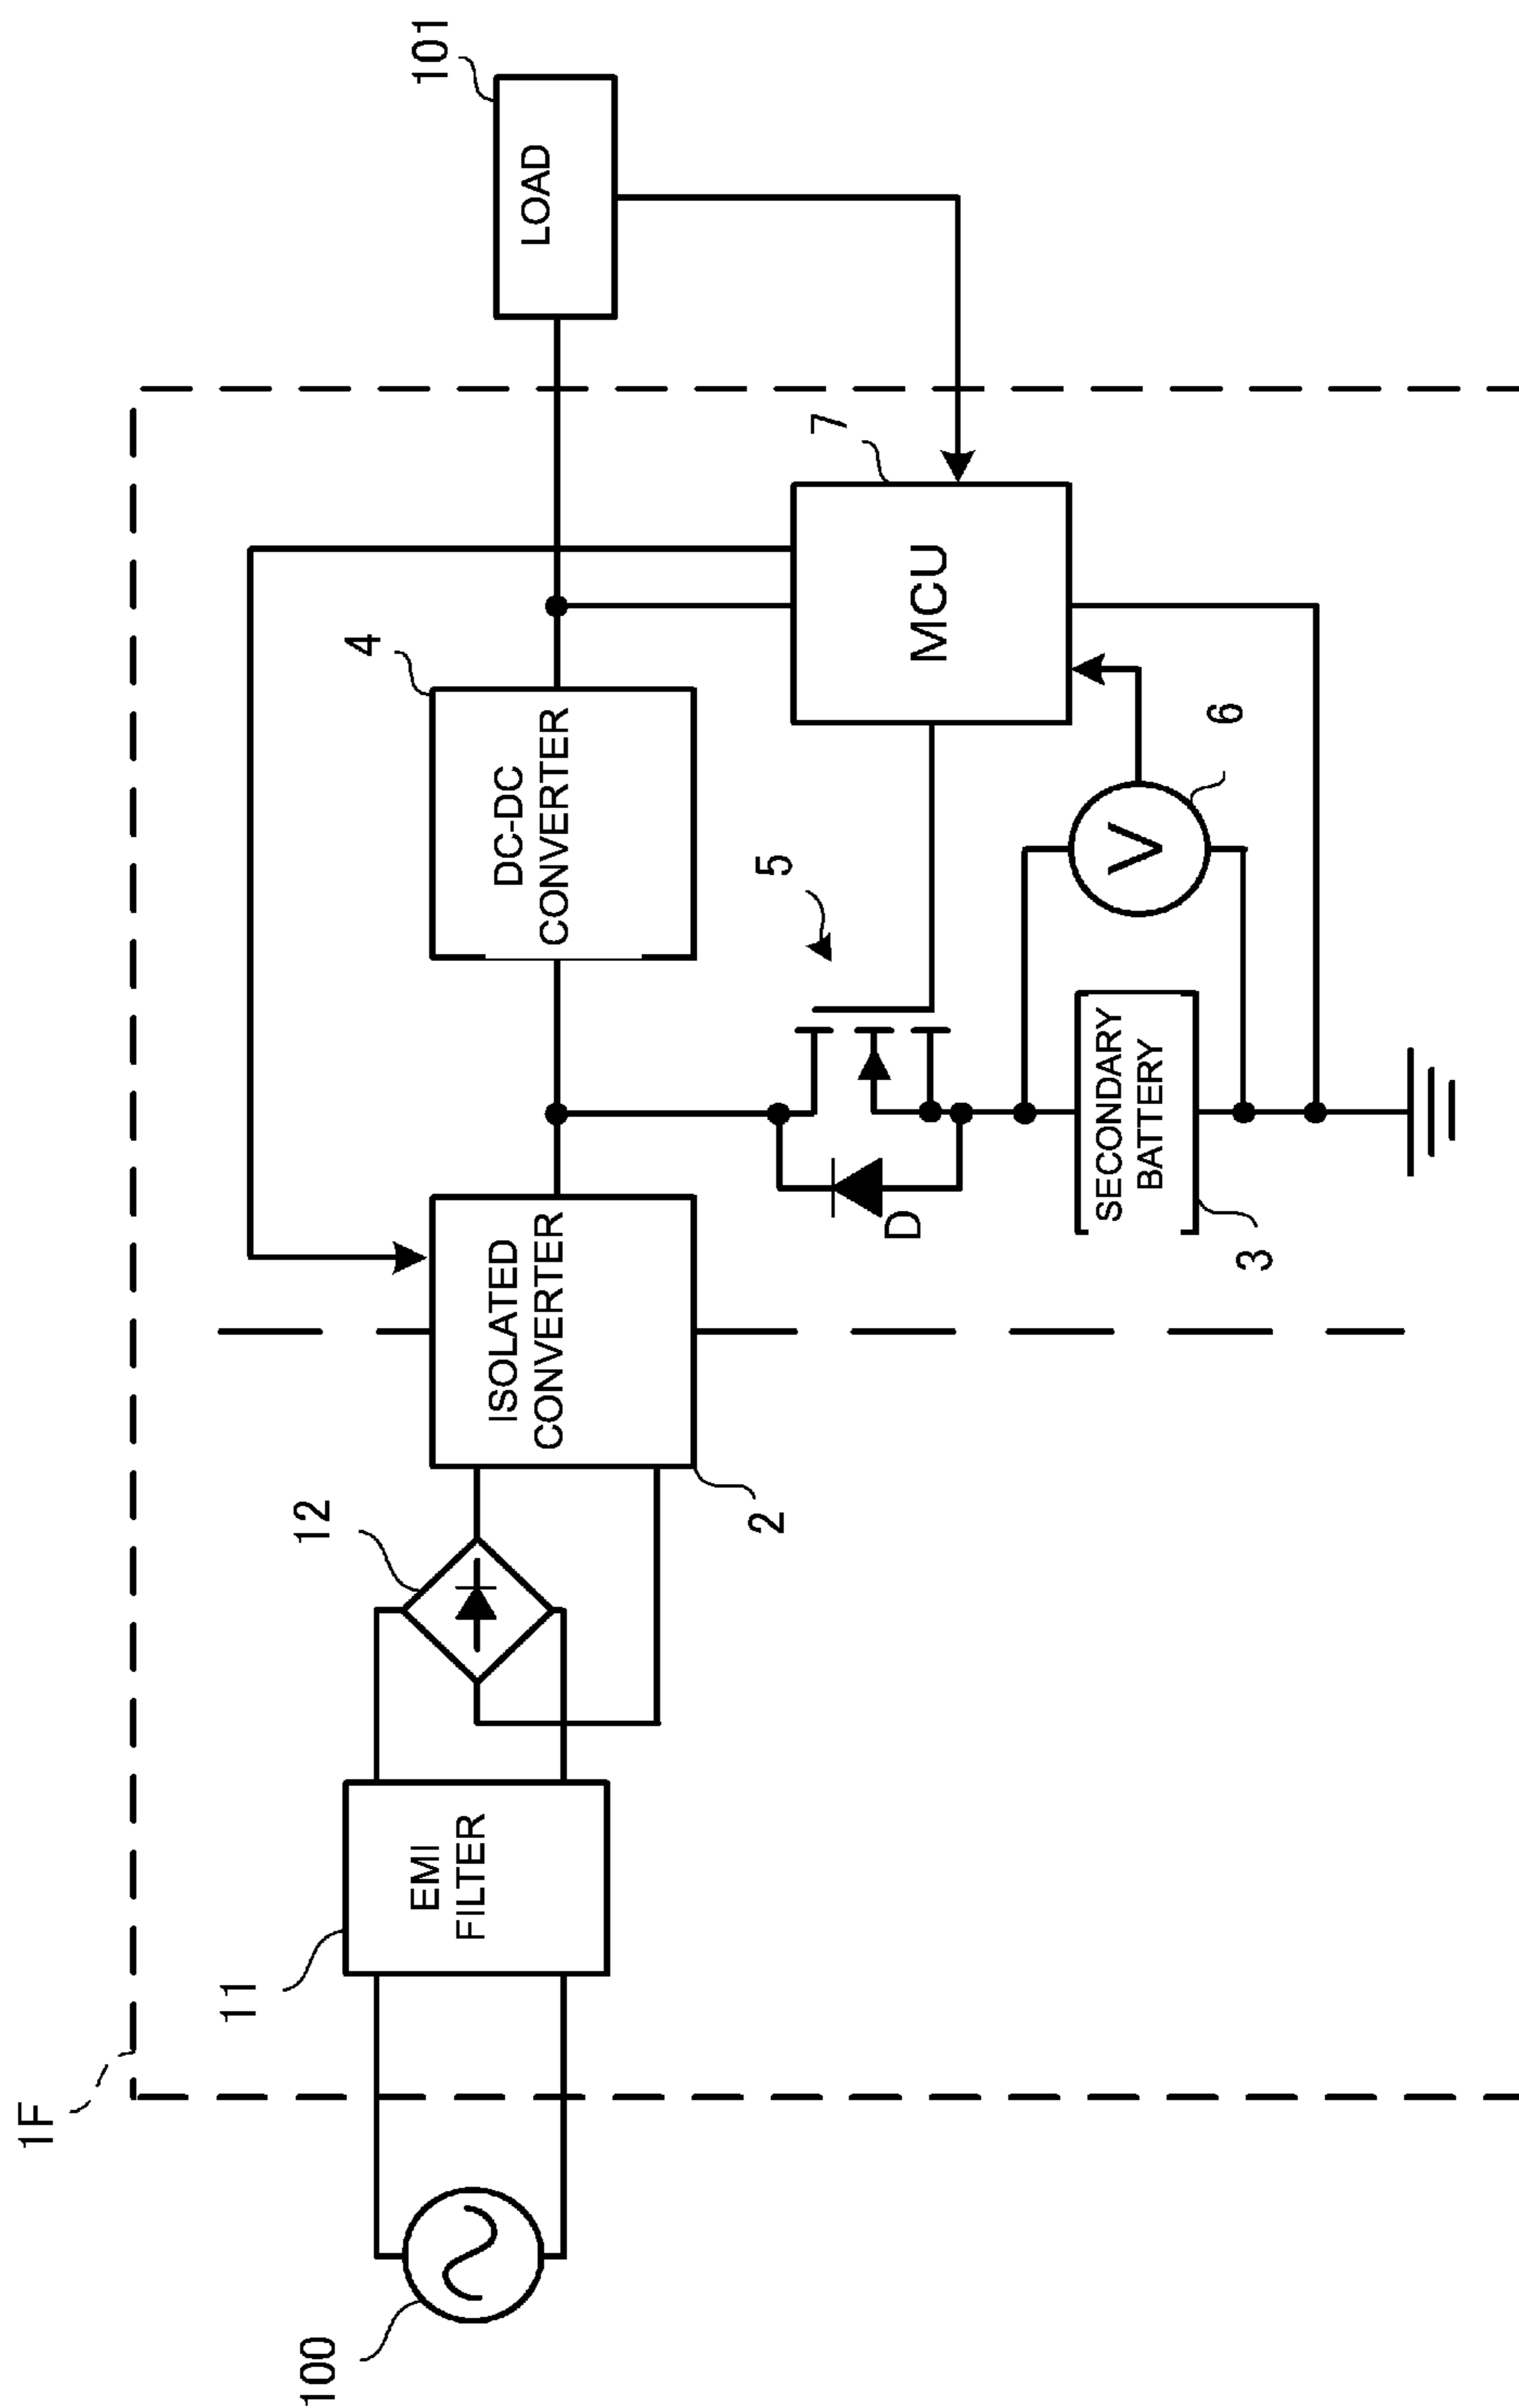 1F
100
11
EMI
FILTER
12
2
ISOLATED
CONVERTER
4
DC-DC
CONVERTER
101
LOAD
5
D
7
MCU
6
V
3
SECONDARY
BATTERY